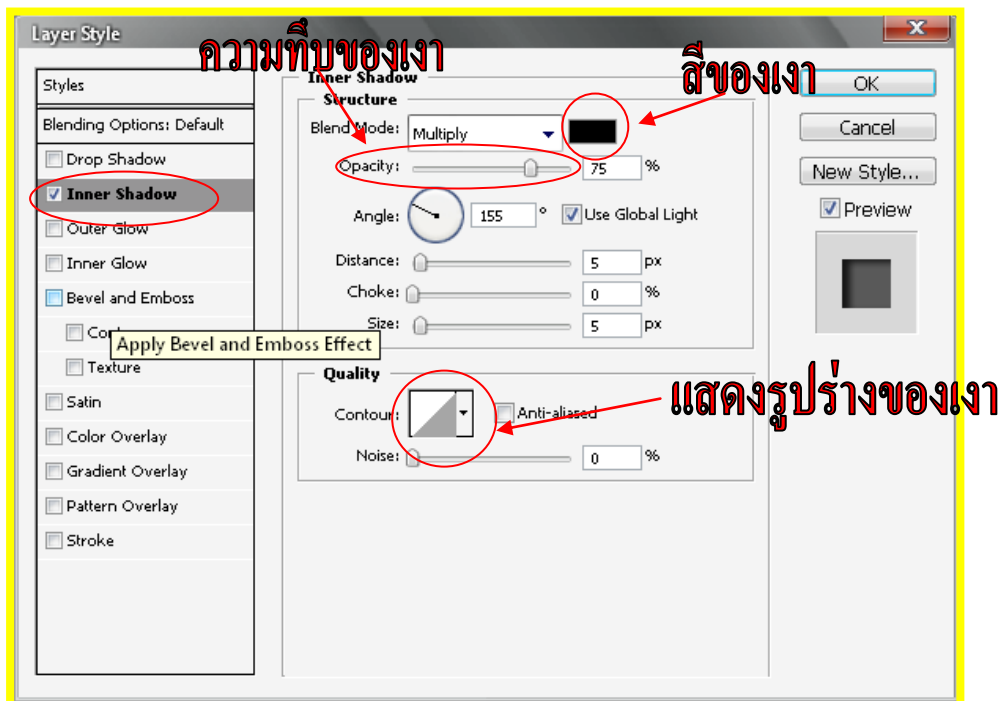 Layer Style
ความทึบของเงา
สีของเงา
Styles
Blending Options: Default
Drop Shadow
Inner Shadow
Outer Glow
Inner Glow
Bevel and Emboss
Apply Bevel and Emboss Effect
Texture
Satin
Color Overlay
Gradient Overlay
Pattern Overlay
Stroke
Inner Shadow
Structure
Blend Mode: Multiply
Opacity: 75 %
Angle: 155 ° Use Global Light
Distance: 5 px
Choke: 0 %
Size: 5 px
Quality
แสดงรูปร่างของเงา
Contour: Anti-aliased
Noise: 0 %
OK
Cancel
New Style...
Preview